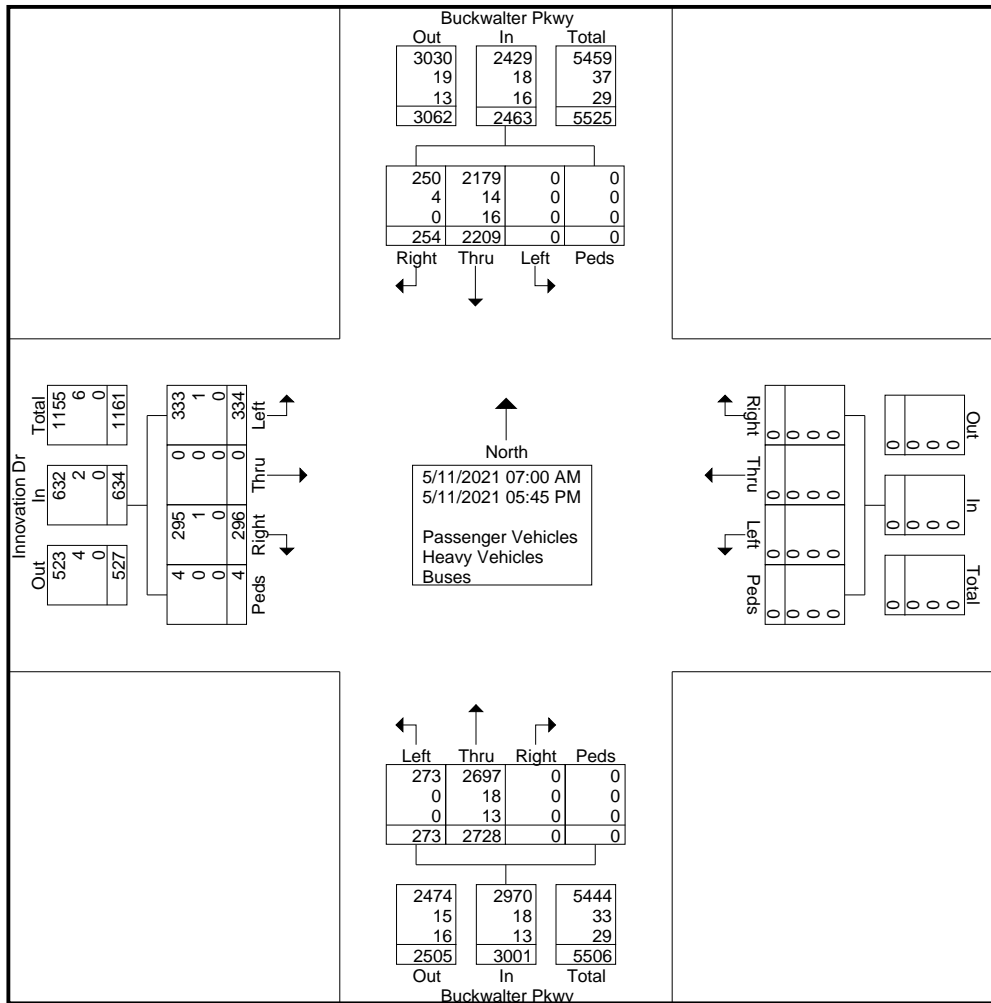 Buckwalter Pkwy
Out In Total
3030 2429 5459
19 18 37
13 16 29
3062 2463 5525
250 2179 0 0
4 14 0 0
0 16 0 0
254 2209 0 0
Right Thru Left Peds
Innovation Dr
Total In Out
1155 632 523
6 2 4
0 0 0
1161 634 527
333 0 295 4
1 0 1 0
0 0 0 0
334 0 296 4
Left Thru Right Peds
North
5/11/2021 07:00 AM
5/11/2021 05:45 PM
Passenger Vehicles
Heavy Vehicles
Buses
Right Thru Left Peds
0 0 0 0
0 0 0 0
0 0 0 0
0 0 0 0
Out In Total
0 0 0
0 0 0
0 0 0
0 0 0
Left Thru Right Peds
273 2697 0 0
0 18 0 0
0 13 0 0
273 2728 0 0
2474 2970 5444
15 18 33
16 13 29
2505 3001 5506
Out In Total
Buckwalter Pkwy